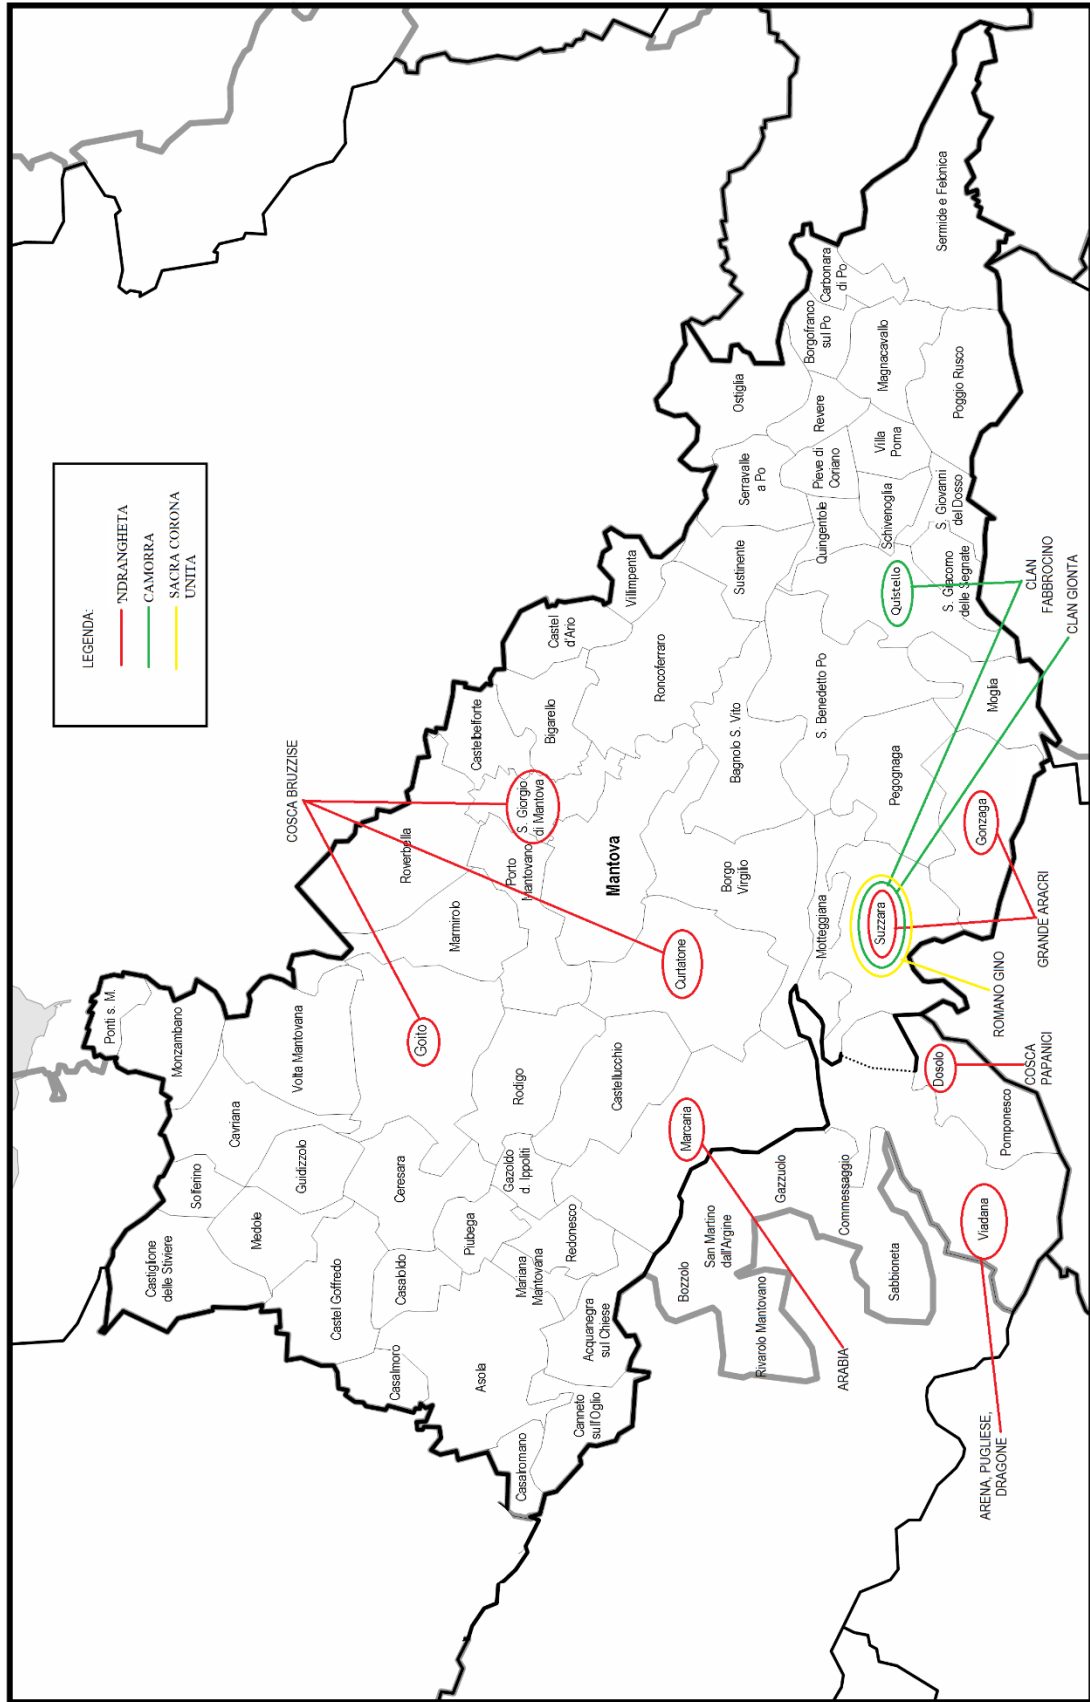 LEGENDA:
'NDRANGHETA
CAMORRA
SACRA CORONA
UNITA
COSCA BRUZZISE
Ponti s. M.
Monzambano
Castiglione
delle Stiviere
Solferino
Cavriana
Volta Mantovana
Medole
Guidizzolo
Goito
Castel Goffredo
Ceresara
Marmirolo
Roverbella
Casalmoro
Casaloldo
Piubega
Gazoldo
d. Ippoliti
Rodigo
Porto
Mantovano
S. Giorgio
di Mantova
Castelbelforte
Bigarello
Castel
d'Ario
Villimpenta
Asola
Mariana
Mantovana
Redonesco
Castellucchio
Mantova
Roncoferraro
Casalromano
Canneto
sull'Oglio
Acquanegra
sul Chiese
Marcaria
Curtatone
Borgo
Virgilio
Bagnolo S. Vito
Sustinente
Serravalle
a Po
Ostiglia
Bozzolo
San Martino
dall'Argine
Gazzuolo
Rivarolo Mantovano
Commessaggio
Sabbioneta
Motteggiana
S. Benedetto Po
Quingentole
Pieve di
Coriano
Revere
Borgofranco
sul Po
Carbonara
di Po
Suzzara
Pegognaga
Quistello
Schivenoglia
Villa
Poma
Magnacavallo
Sermide e Felonica
Viadana
Pomponesco
Dosolo
Gonzaga
Moglia
S. Giacomo
delle Segnate
S. Giovanni
del Dosso
Poggio Rusco
ARABIA
ARENA, PUGLIESE,
DRAGONE
COSCA
PAPANICI
ROMANO GINO
GRANDE ARACRI
CLAN
FABBROCINO
CLAN GIONTA